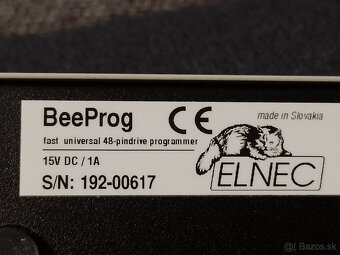 BeeProg CE made in Slovakia
fast universal 48-pindrive programmer
15V DC / 1A
S/N: 192-00617
ELNEC
bazos.sk